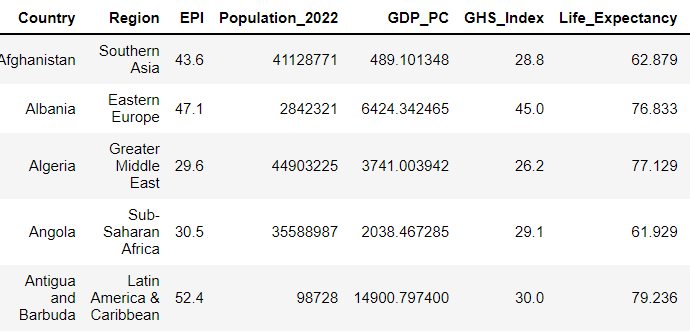 Country Region EPI Population_2022 GDP_PC GHS_Index Life_Expectancy
Afghanistan Southern Asia 43.6 41128771 489.101348 28.8 62.879
Albania Eastern Europe 47.1 2842321 6424.342465 45.0 76.833
Algeria Greater Middle East 29.6 44903225 3741.003942 26.2 77.129
Angola Sub-Saharan Africa 30.5 35588987 2038.467285 29.1 61.929
Antigua and Barbuda Latin America & Caribbean 52.4 98728 14900.797400 30.0 79.236